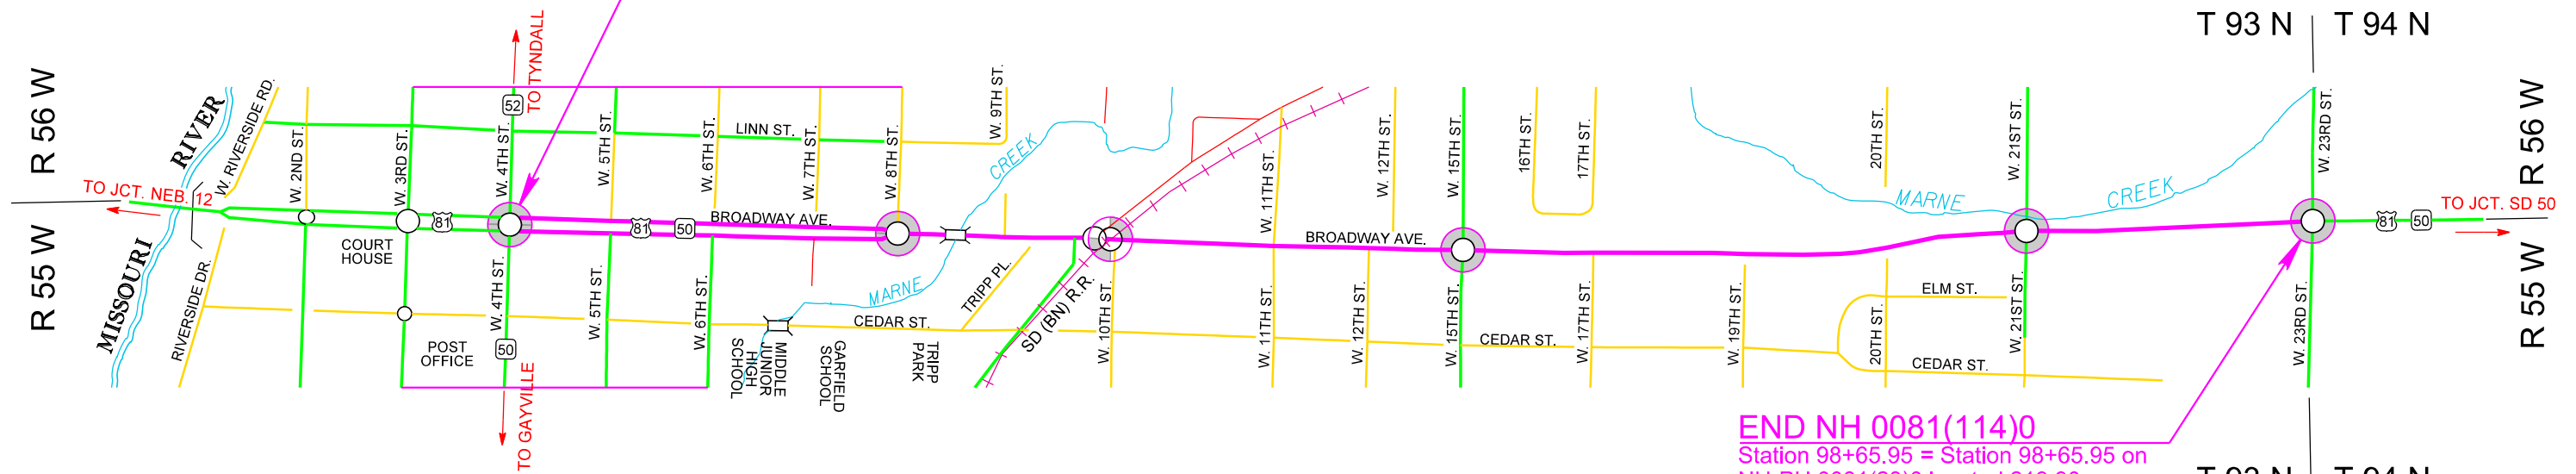 T 93 N T 94 N
R 56 W
R 55 W
MISSOURI RIVER
W. RIVERSIDE RD.
RIVERSIDE DR.
TO JCT. NEB. 12
W. 2ND ST.
W. 3RD ST.
81
COURT
HOUSE
POST
OFFICE
TO TYNDALL
52
W. 4TH ST.
W. 4TH ST.
50
TO GAYVILLE
W. 5TH ST.
W. 5TH ST.
LINN ST.
W. 6TH ST.
W. 6TH ST.
81 50
BROADWAY AVE.
W. 7TH ST.
W. 8TH ST.
W. 9TH ST.
MARNE CREEK
CEDAR ST.
MIDDLE
JUNIOR
HIGH
SCHOOL
GARFIELD
SCHOOL
TRIPP
PARK
TRIPP PL.
SD (BN) R.R.
W. 10TH ST.
W. 11TH ST.
W. 11TH ST.
BROADWAY AVE.
W. 12TH ST.
W. 12TH ST.
W. 15TH ST.
W. 15TH ST.
CEDAR ST.
16TH ST.
17TH ST.
W. 17TH ST.
W. 19TH ST.
20TH ST.
20TH ST.
MARNE CREEK
ELM ST.
CEDAR ST.
W. 21ST ST.
W. 21ST ST.
W. 23RD ST.
W. 23RD ST.
TO JCT. SD 50
81 50
R 56 W
R 55 W
END NH 0081(114)0
Station 98+65.95 = Station 98+65.95 on
T 93 N T 94 N